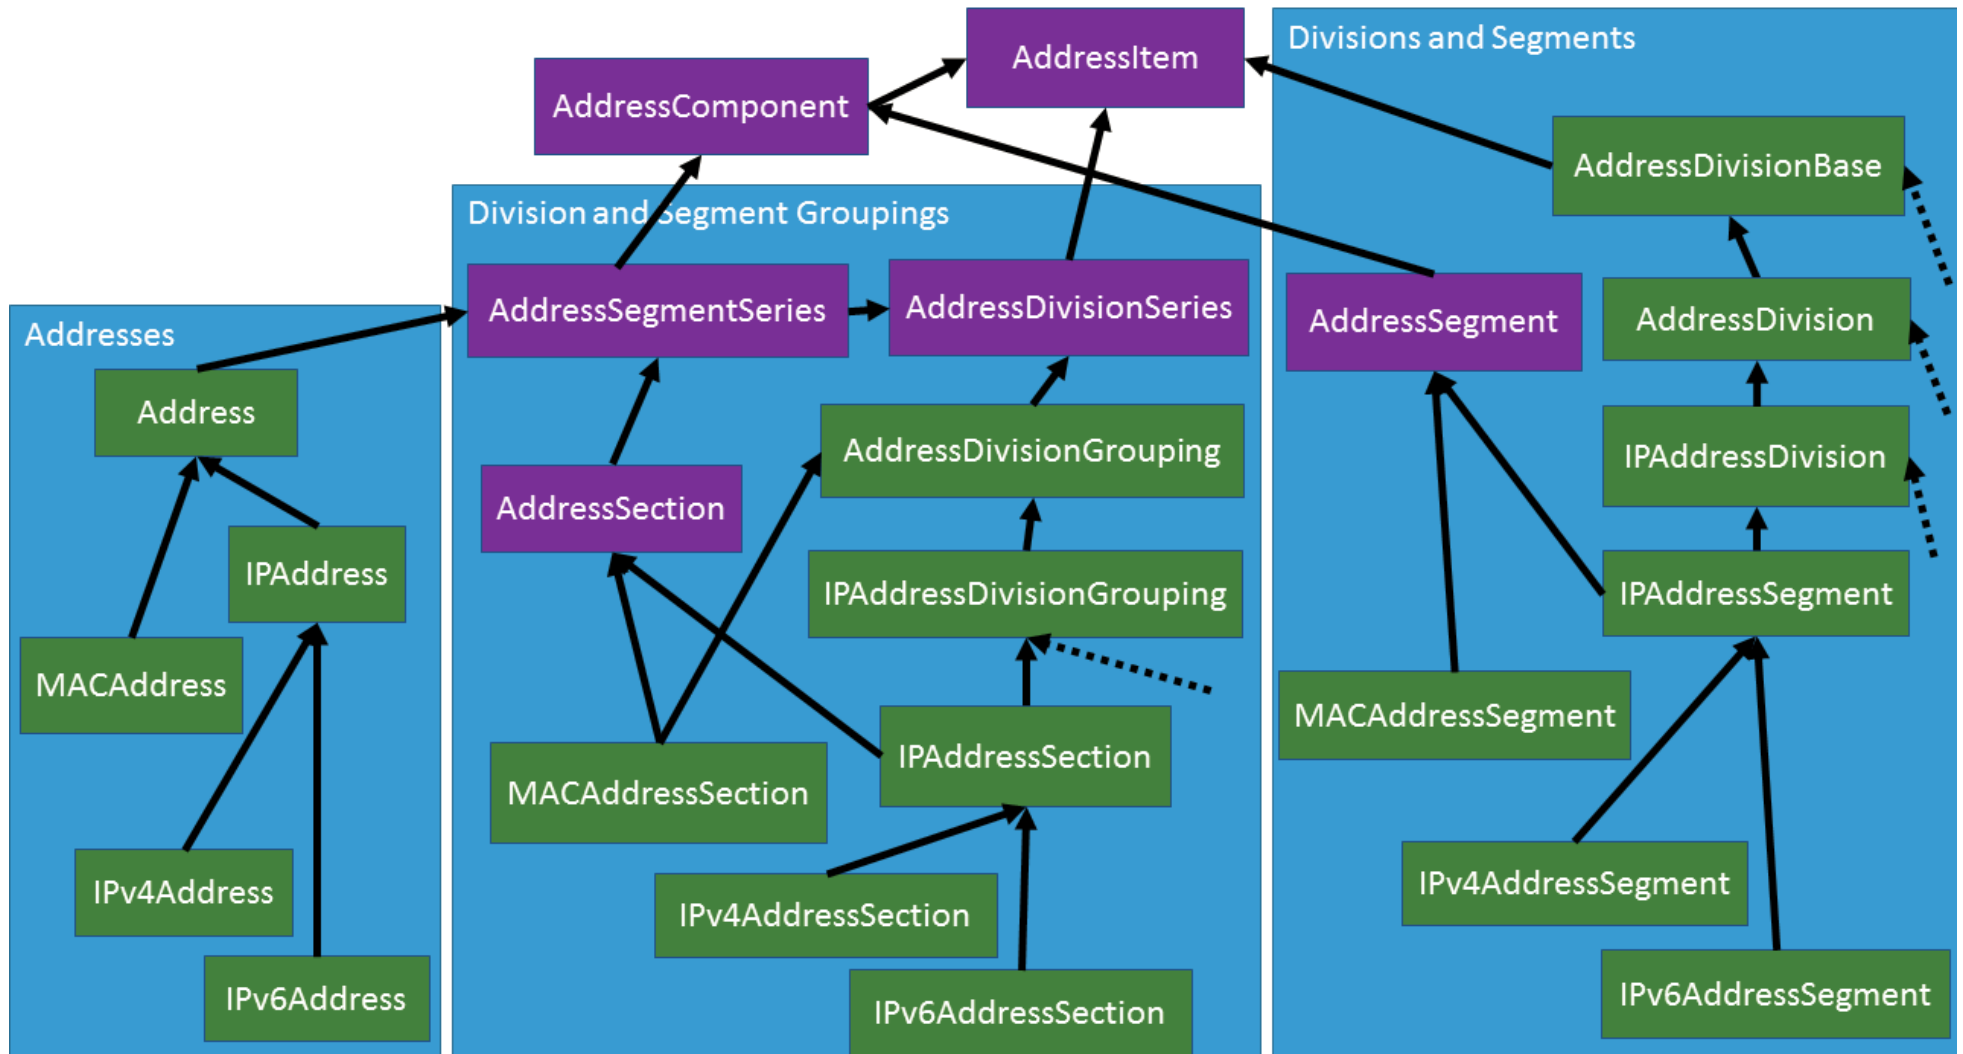 AddressItem
Divisions and Segments
AddressComponent
AddressDivisionBase
Division and Segment Groupings
AddressSegmentSeries
AddressDivisionSeries
AddressSegment
AddressDivision
Addresses
Address
AddressDivisionGrouping
IPAddressDivision
AddressSection
IPAddress
IPAddressDivisionGrouping
IPAddressSegment
MACAddress
MACAddressSegment
IPAddressSection
MACAddressSection
IPv4Address
IPv4AddressSection
IPv4AddressSegment
IPv6Address
IPv6AddressSection
IPv6AddressSegment